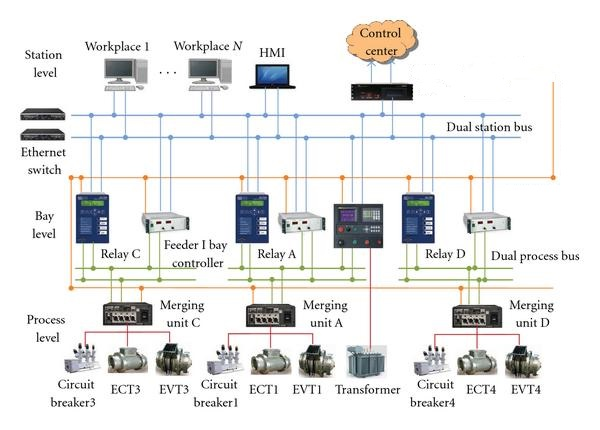 Station
level
Workplace 1
Workplace N
HMI
Control
center
Dual station bus
Ethernet
switch
Bay
level
Relay C
Feeder I bay
controller
Relay A
Relay D
Dual process bus
Process
level
Merging
unit C
Merging
unit A
Merging
unit D
Circuit
breaker3
ECT3
EVT3
Circuit
breaker1
ECT1
EVT1
Transformer
Circuit
breaker4
ECT4
EVT4